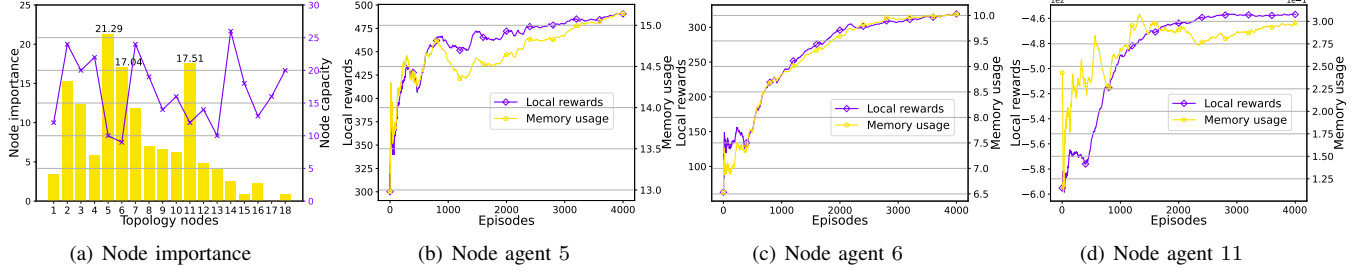 25
20
15
10
5
0
Node importance
21.29
17.04
17.51
30
25
20
15
10
5
0
Node capacity
1 2 3 4 5 6 7 8 9 10 11 12 13 14 15 16 17 18
Topology nodes
(a) Node importance
500
475
450
425
400
375
350
325
300
Local rewards
Local rewards
Memory usage
15.0
14.5
14.0
13.5
13.0
Memory usage
0 1000 2000 3000 4000
Episodes
(b) Node agent 5
300
250
200
150
100
Local rewards
Local rewards
Memory usage
10.0
9.5
9.0
8.5
8.0
7.5
7.0
6.5
Memory usage
0 1000 2000 3000 4000
Episodes
(c) Node agent 6
−4.6
−4.8
−5.0
−5.2
−5.4
−5.6
−5.8
−6.0
Local rewards
Local rewards
Memory usage
3.00
2.75
2.50
2.25
2.00
1.75
1.50
1.25
Memory usage
0 1000 2000 3000 4000
Episodes
(d) Node agent 11